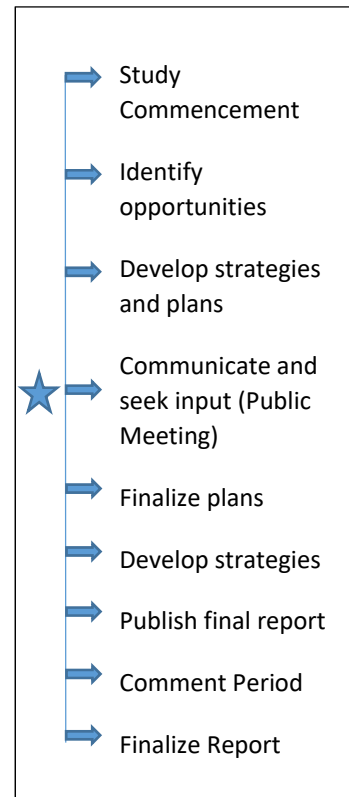 Study
Commencement
Identify
opportunities
Develop strategies
and plans
Communicate and
seek input (Public
Meeting)
Finalize plans
Develop strategies
Publish final report
Comment Period
Finalize Report